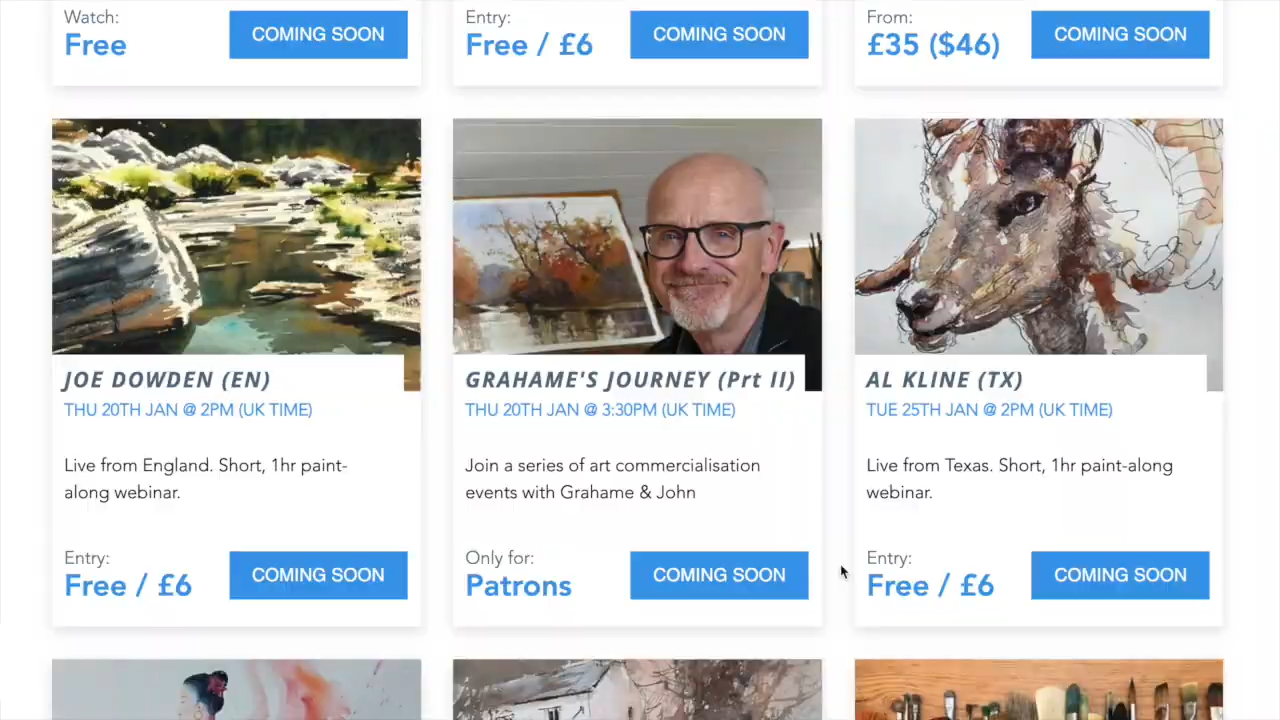 Watch:
Free
COMING SOON
Entry:
Free / £6
COMING SOON
From:
£35 ($46)
COMING SOON
JOE DOWDEN (EN)
THU 20TH JAN @ 2PM (UK TIME)
Live from England. Short, 1hr paint-
along webinar.
Entry:
Free / £6
COMING SOON
GRAHAME'S JOURNEY (Prt II)
THU 20TH JAN @ 3:30PM (UK TIME)
Join a series of art commercialisation
events with Grahame & John
Only for:
Patrons
COMING SOON
AL KLINE (TX)
TUE 25TH JAN @ 2PM (UK TIME)
Live from Texas. Short, 1hr paint-along
webinar.
Entry:
Free / £6
COMING SOON